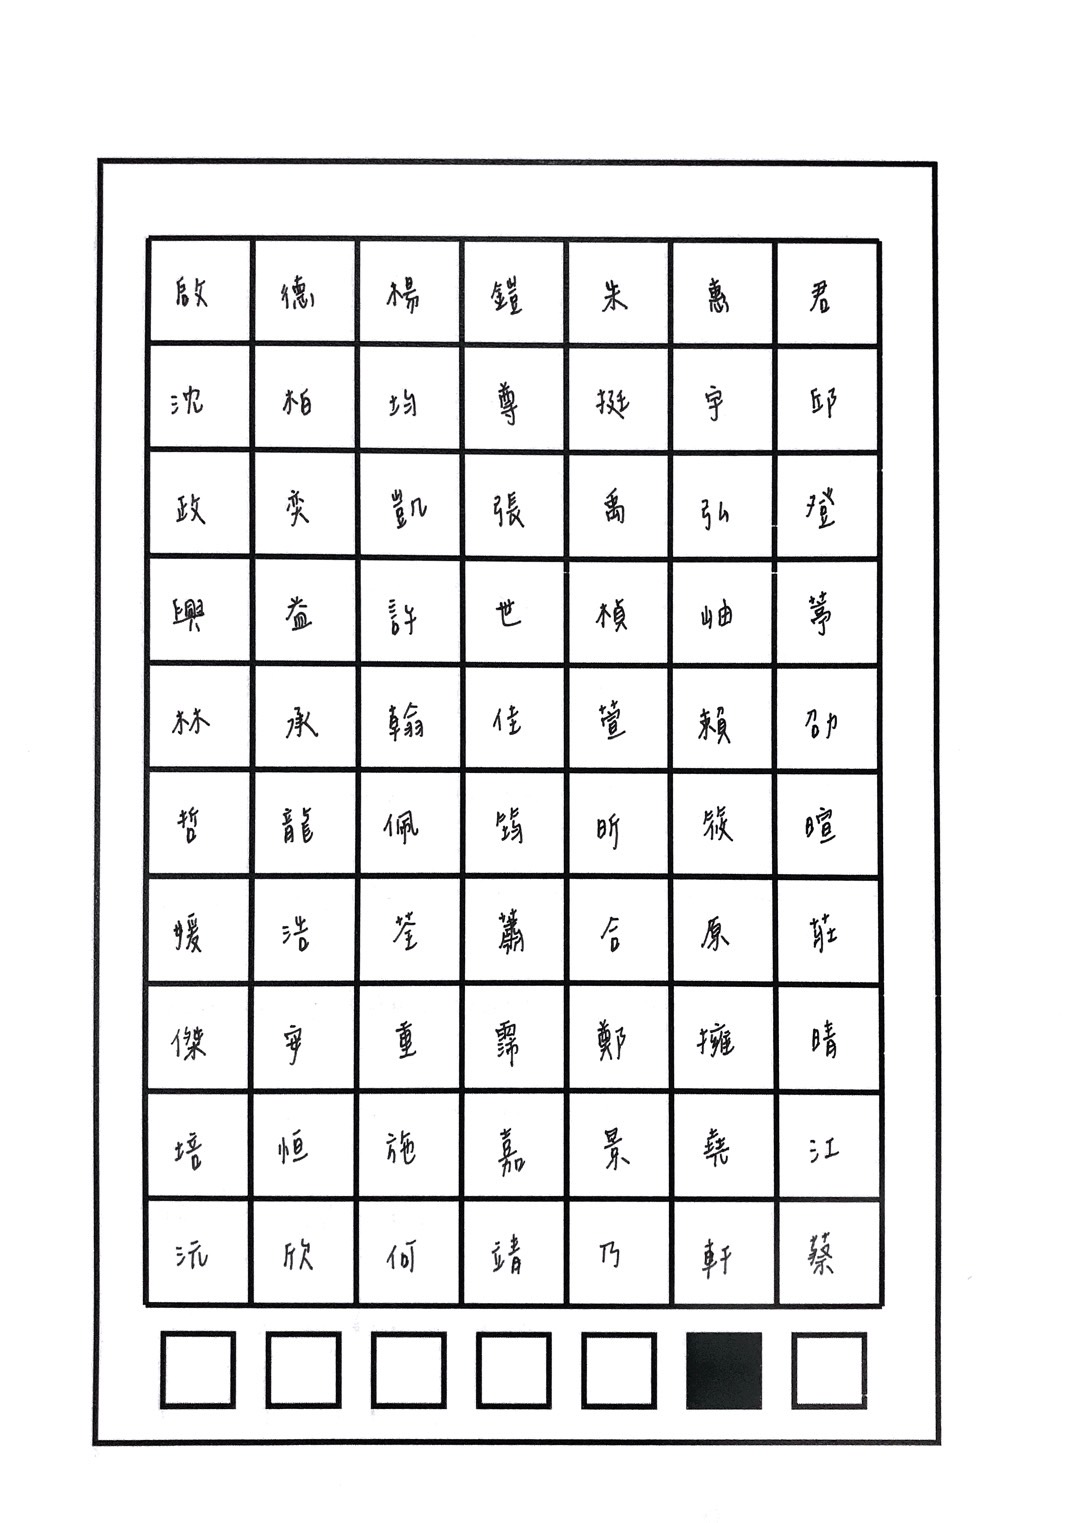 啟德楊鎧朱惠君
沈柏均尊挺宇邱
政奕凱張禹弘登
興益許世楨岫葶
林承翰佳萱賴劭
哲龍佩筠昕筱暄
媛浩荃蕭合原莊
傑寧重霈鄭擁晴
培恒施嘉景堯江
沅欣何靖乃軒蔡